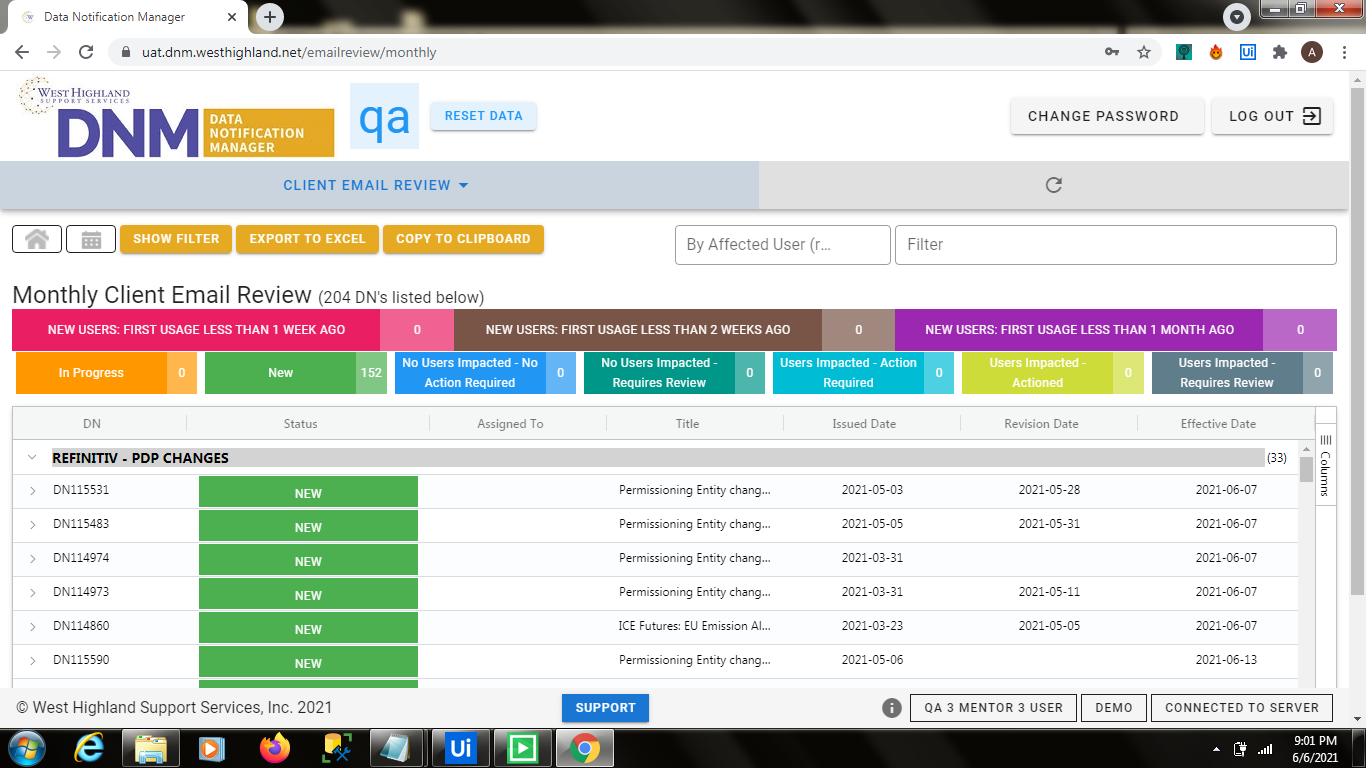 Data Notification Manager
uat.dnm.westhighland.net/emailreview/monthly
A
WEST HIGHLAND
SUPPORT SERVICES
DNM
DATA
NOTIFICATION
MANAGER
qa
RESET DATA
CHANGE PASSWORD
LOG OUT
CLIENT EMAIL REVIEW
SHOW FILTER
EXPORT TO EXCEL
COPY TO CLIPBOARD
By Affected User (r...
Filter
Monthly Client Email Review (204 DN's listed below)
NEW USERS: FIRST USAGE LESS THAN 1 WEEK AGO 0
NEW USERS: FIRST USAGE LESS THAN 2 WEEKS AGO 0
NEW USERS: FIRST USAGE LESS THAN 1 MONTH AGO 0
In Progress 0
New 152
No Users Impacted - No
Action Required 0
No Users Impacted -
Requires Review 0
Users Impacted - Action
Required 0
Users Impacted -
Actioned 0
Users Impacted -
Requires Review 0
DN Status Assigned To Title Issued Date Revision Date Effective Date
Columns
REFINITIV - PDP CHANGES (33)
DN115531 NEW Permissioning Entity chang... 2021-05-03 2021-05-28 2021-06-07
DN115483 NEW Permissioning Entity chang... 2021-05-05 2021-05-31 2021-06-07
DN114974 NEW Permissioning Entity chang... 2021-03-31 2021-06-07
DN114973 NEW Permissioning Entity chang... 2021-03-31 2021-05-11 2021-06-07
DN114860 NEW ICE Futures: EU Emission Al... 2021-03-23 2021-05-05 2021-06-07
DN115590 NEW Permissioning Entity chang... 2021-05-06 2021-06-13
© West Highland Support Services, Inc. 2021
SUPPORT
QA 3 MENTOR 3 USER
DEMO
CONNECTED TO SERVER
Ui
9:01 PM
6/6/2021